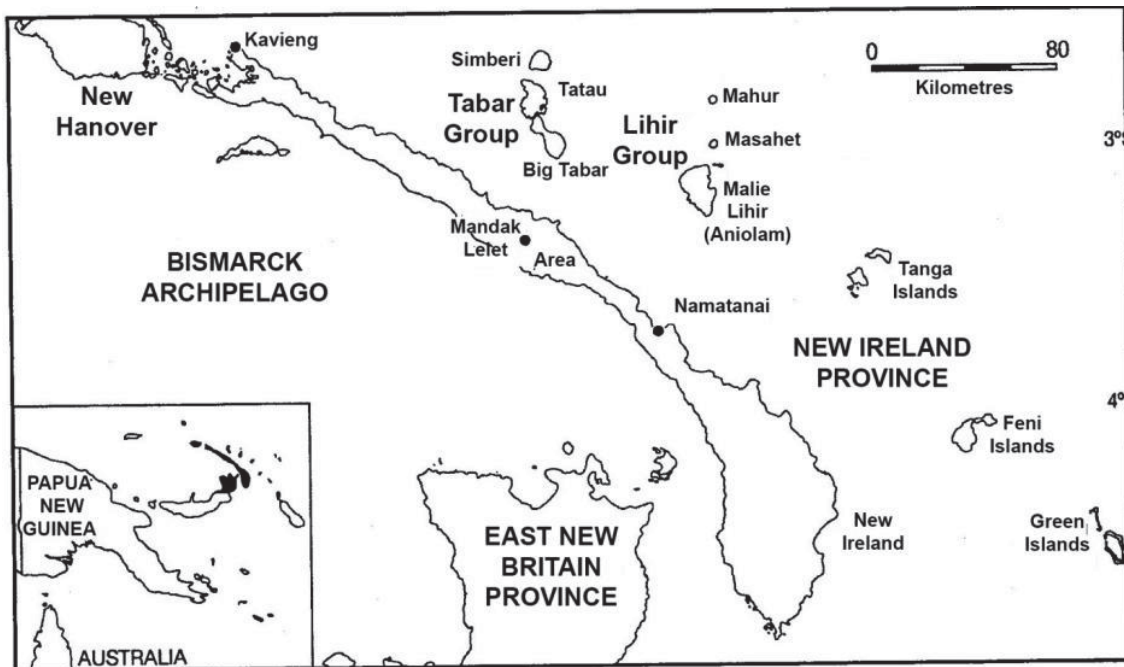 Kavieng
New
Hanover
Simberi
Tatau
Tabar
Group
Big Tabar
Lihir
Group
Mahur
Masahet
Malie
Lihir
(Aniolam)
0 80
Kilometres
3°S
Mandak
Lelet
Area
BISMARCK
ARCHIPELAGO
Tanga
Islands
Namatanai
NEW IRELAND
PROVINCE
4°
Feni
Islands
PAPUA
NEW
GUINEA
AUSTRALIA
EAST NEW
BRITAIN
PROVINCE
New
Ireland
Green
Islands